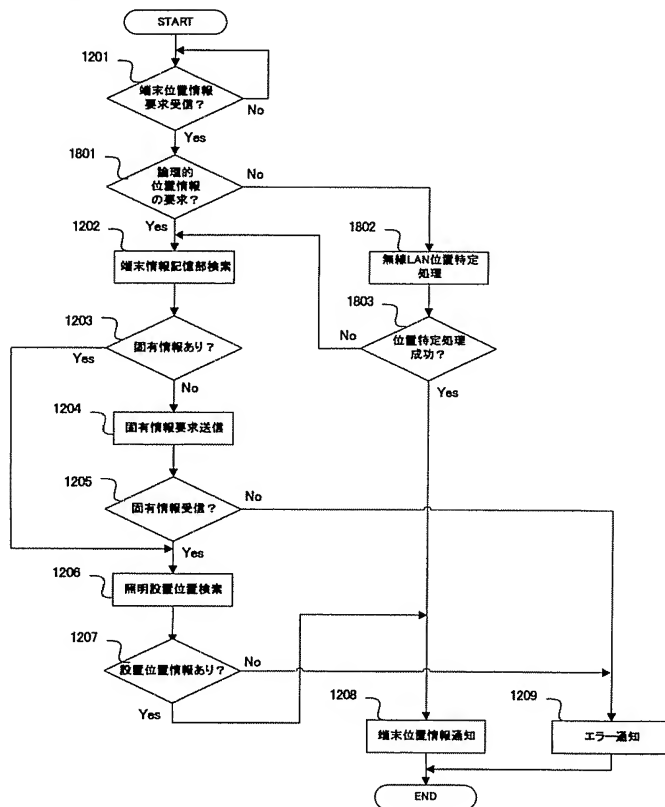 START
1201
端末位置情報
要求受信？
No
Yes
1801
論理的
位置情報
の要求？
No
Yes
1202
端末情報記憶部検索
1802
無線LAN位置特定
処理
1203
固有情報あり？
Yes
No
1803
位置特定処理
成功？
No
Yes
1204
固有情報要求送信
1205
固有情報受信？
No
Yes
1206
照明設置位置検索
1207
設置位置情報あり？
No
Yes
1208
端末位置情報通知
1209
エラー通知
END